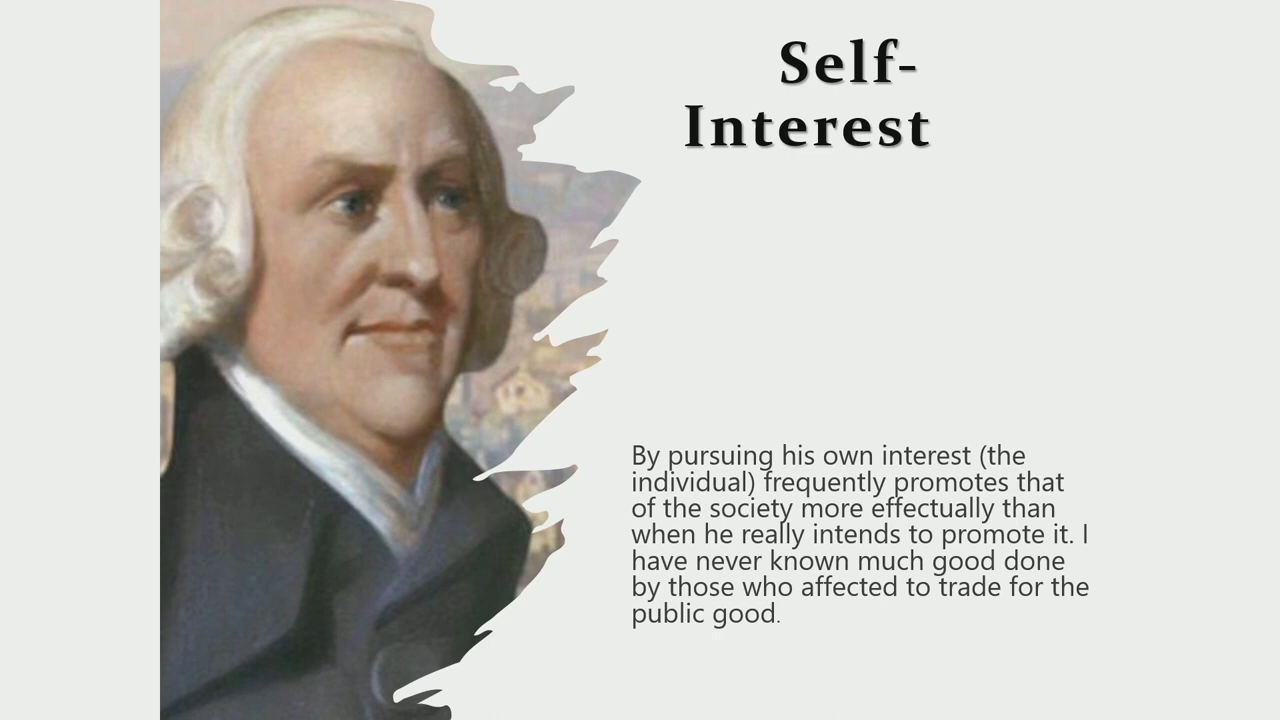 Self-
Interest
By pursuing his own interest (the
individual) frequently promotes that
of the society more effectually than
when he really intends to promote it. I
have never known much good done
by those who affected to trade for the
public good.